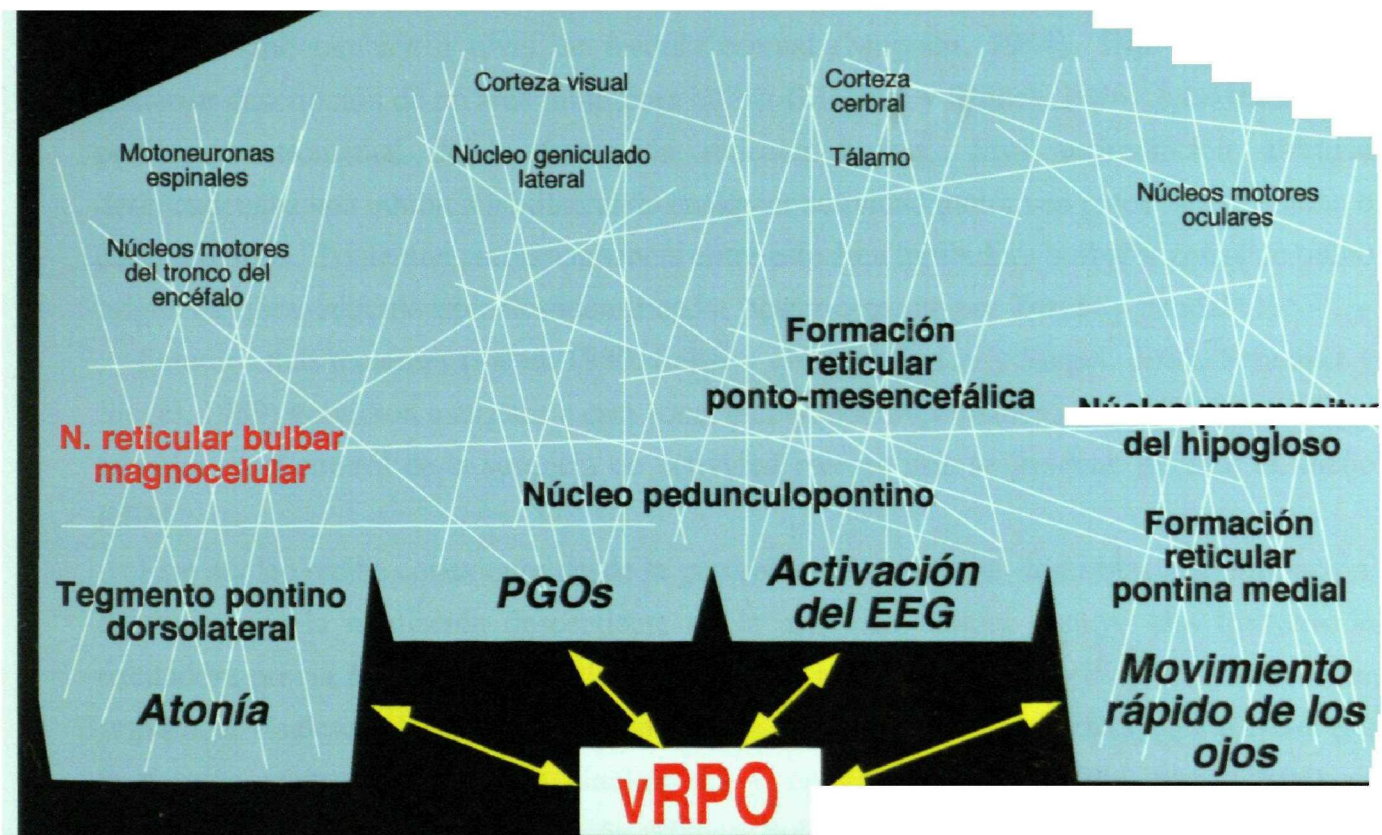 Corteza visual
Corteza
cerbral
Motoneuronas
espinales
Núcleo geniculado
lateral
Tálamo
Núcleos motores
oculares
Núcleos motores
del tronco del
encéfalo
Formación
reticular
ponto-mesencefálica
N. reticular bulbar
magnocelular
Núcleo
del hipogloso
Núcleo pedunculopontino
Formación
reticular
pontina medial
Tegmento pontino
dorsolateral
PGOs
Activación
del EEG
Atonía
Movimiento
rápido de los
ojos
vRPO